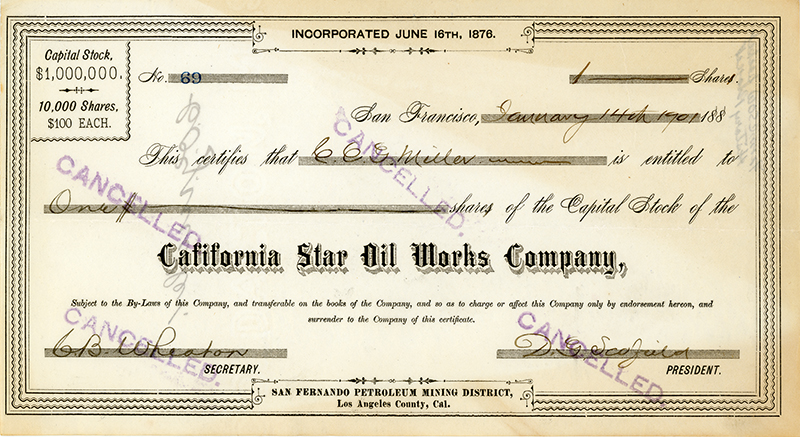 INCORPORATED JUNE 16TH, 1876.
Capital Stock,
$1,000,000.
10,000 Shares,
$100 EACH.
No. 69
1 Shares.
San Francisco, January 14th 1901 188
This certifies that C. C. G. Miller is entitled to
One shares of the Capital Stock of the
California Star Oil Works Company,
Subject to the By-Laws of this Company, and transferable on the books of the Company, and so as to charge or affect this Company only by endorsement hereon, and
surrender to the Company of this certificate.
C B Wheaton
SECRETARY.
D. G. Scofield
PRESIDENT.
SAN FERNANDO PETROLEUM MINING DISTRICT,
Los Angeles County, Cal.
CANCELLED.
CANCELLED.
CANCELLED.
CANCELLED.